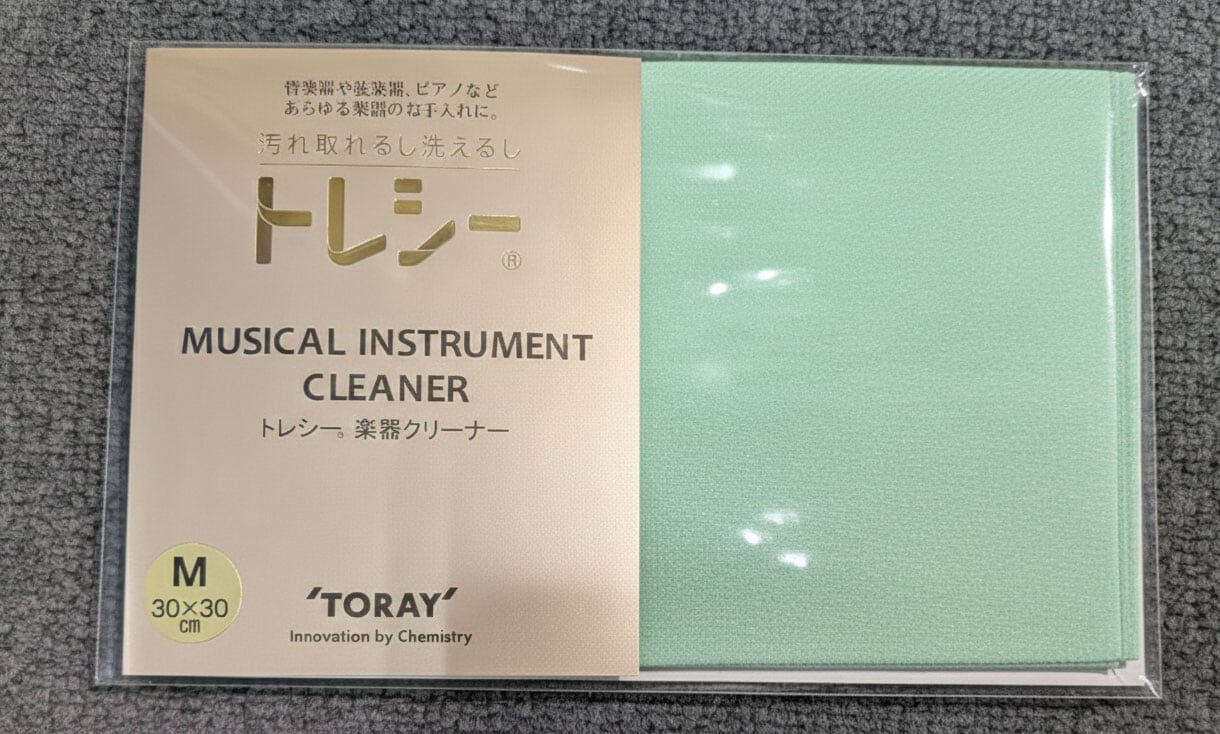 管楽器や弦楽器、ピアノなど
あらゆる楽器のお手入れに。
汚れ取れるし洗えるし
トレシー®
MUSICAL INSTRUMENT
CLEANER
トレシー® 楽器クリーナー
M
30×30
cm
'TORAY'
Innovation by Chemistry